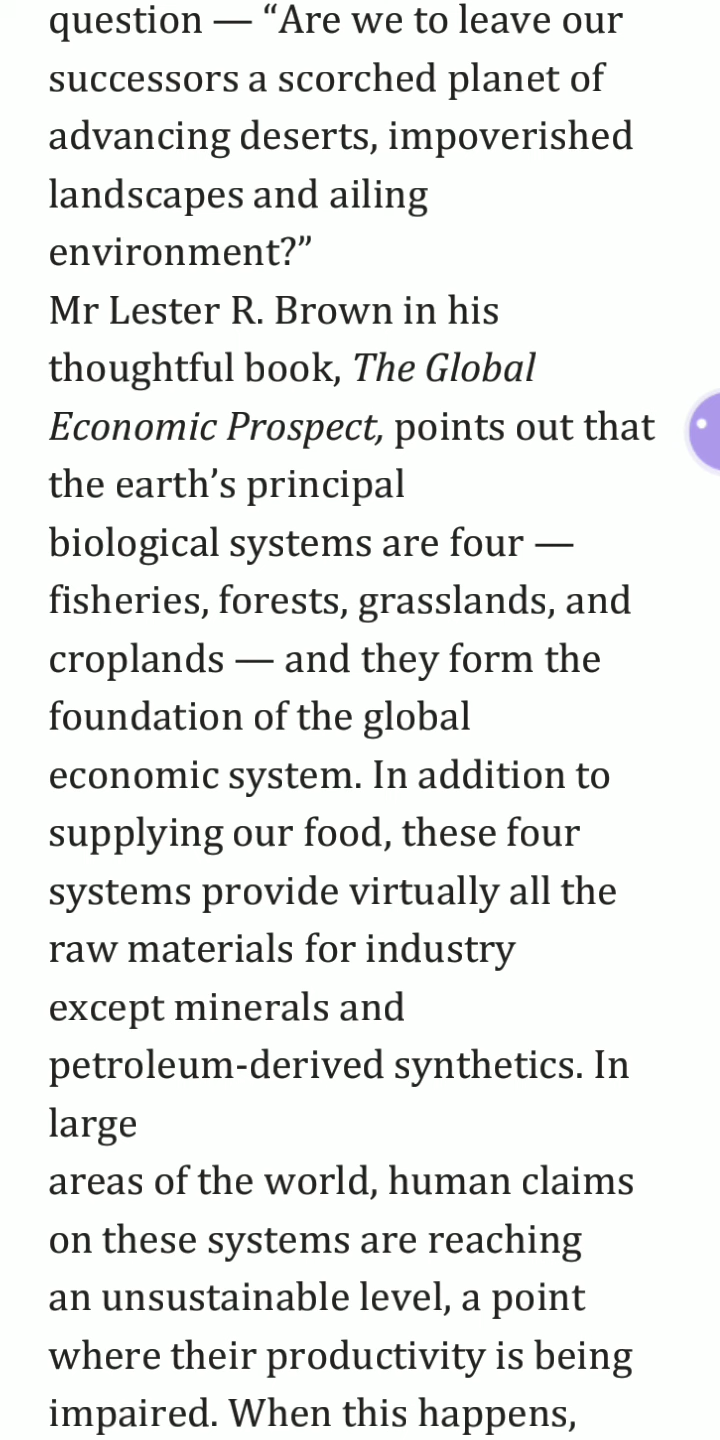 question — “Are we to leave our
successors a scorched planet of
advancing deserts, impoverished
landscapes and ailing
environment?”
Mr Lester R. Brown in his
thoughtful book, The Global
Economic Prospect, points out that
the earth’s principal
biological systems are four —
fisheries, forests, grasslands, and
croplands — and they form the
foundation of the global
economic system. In addition to
supplying our food, these four
systems provide virtually all the
raw materials for industry
except minerals and
petroleum-derived synthetics. In
large
areas of the world, human claims
on these systems are reaching
an unsustainable level, a point
where their productivity is being
impaired. When this happens,